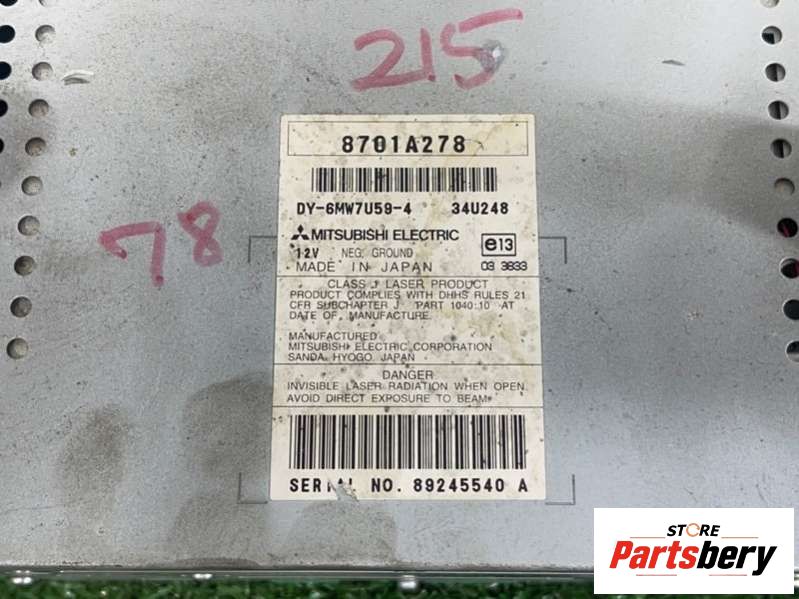 215
8701A278
DY-6MW7U59-4 34U248
MITSUBISHI ELECTRIC
12V NEG. GROUND e13
MADE IN JAPAN 03 3833
78
CLASS 1 LASER PRODUCT
PRODUCT COMPLIES WITH DHHS RULES 21
CFR SUBCHAPTER J PART 1040:10 AT
DATE OF MANUFACTURE.
MANUFACTURED
MITSUBISHI ELECTRIC CORPORATION
SANDA, HYOGO, JAPAN
DANGER
INVISIBLE LASER RADIATION WHEN OPEN.
AVOID DIRECT EXPOSURE TO BEAM.
SERIAL NO. 89245540 A
STORE
Partsbery